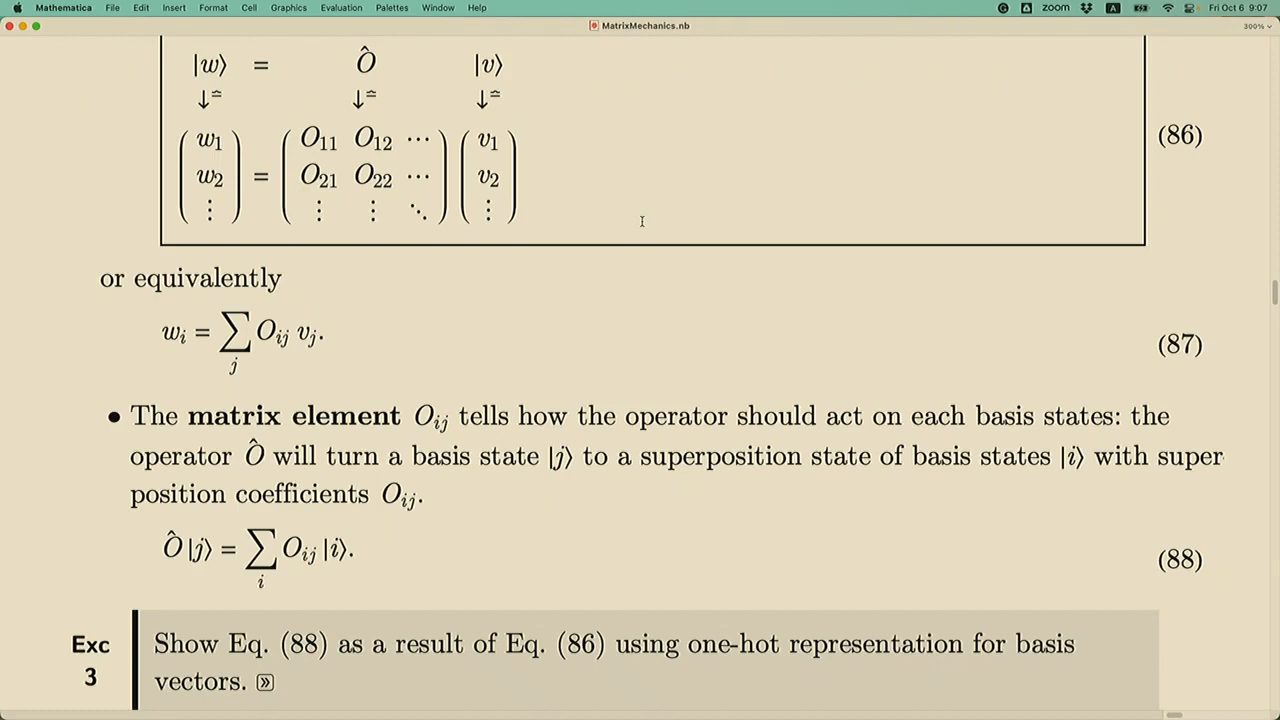 Mathematica File Edit Insert Format Cell Graphics Evaluation Palettes Window Help zoom A Fri Oct 6 9:07
MatrixMechanics.nb 300%
|w⟩ = Ô |v⟩
↓≏ ↓≏ ↓≏
( w₁ ) = ( O₁₁ O₁₂ ⋯ ) ( v₁ )
( w₂ ) = ( O₂₁ O₂₂ ⋯ ) ( v₂ )
( ⋮ ) ( ⋮ ⋮ ⋱ ) ( ⋮ )
(86)
or equivalently
wᵢ = ∑ⱼ Oᵢⱼ vⱼ. (87)
• The matrix element Oᵢⱼ tells how the operator should act on each basis states: the
operator Ô will turn a basis state |j⟩ to a superposition state of basis states |i⟩ with super
position coefficients Oᵢⱼ.
Ô |j⟩ = ∑ᵢ Oᵢⱼ |i⟩. (88)
Exc
3
Show Eq. (88) as a result of Eq. (86) using one-hot representation for basis
vectors. »